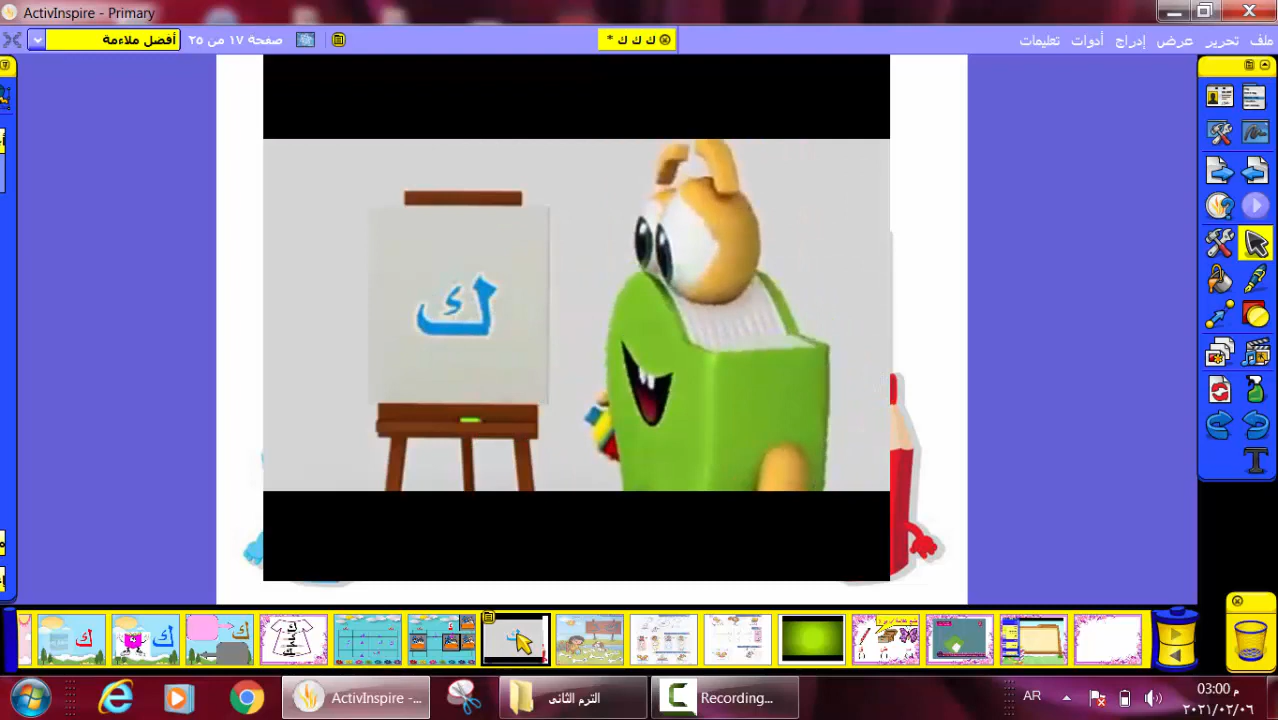 ActivInspire - Primary
ملف تحرير عرض إدراج أدوات تعليمات
ك ك ك *
صفحة ١٧ من ٢٥
أفضل ملاءمة
ك
T
ك
ك
ك
ActivInspire -...
الترم الثانى
Recording...
AR
03:00 م
٢٠٢١/٠٢/٠٦